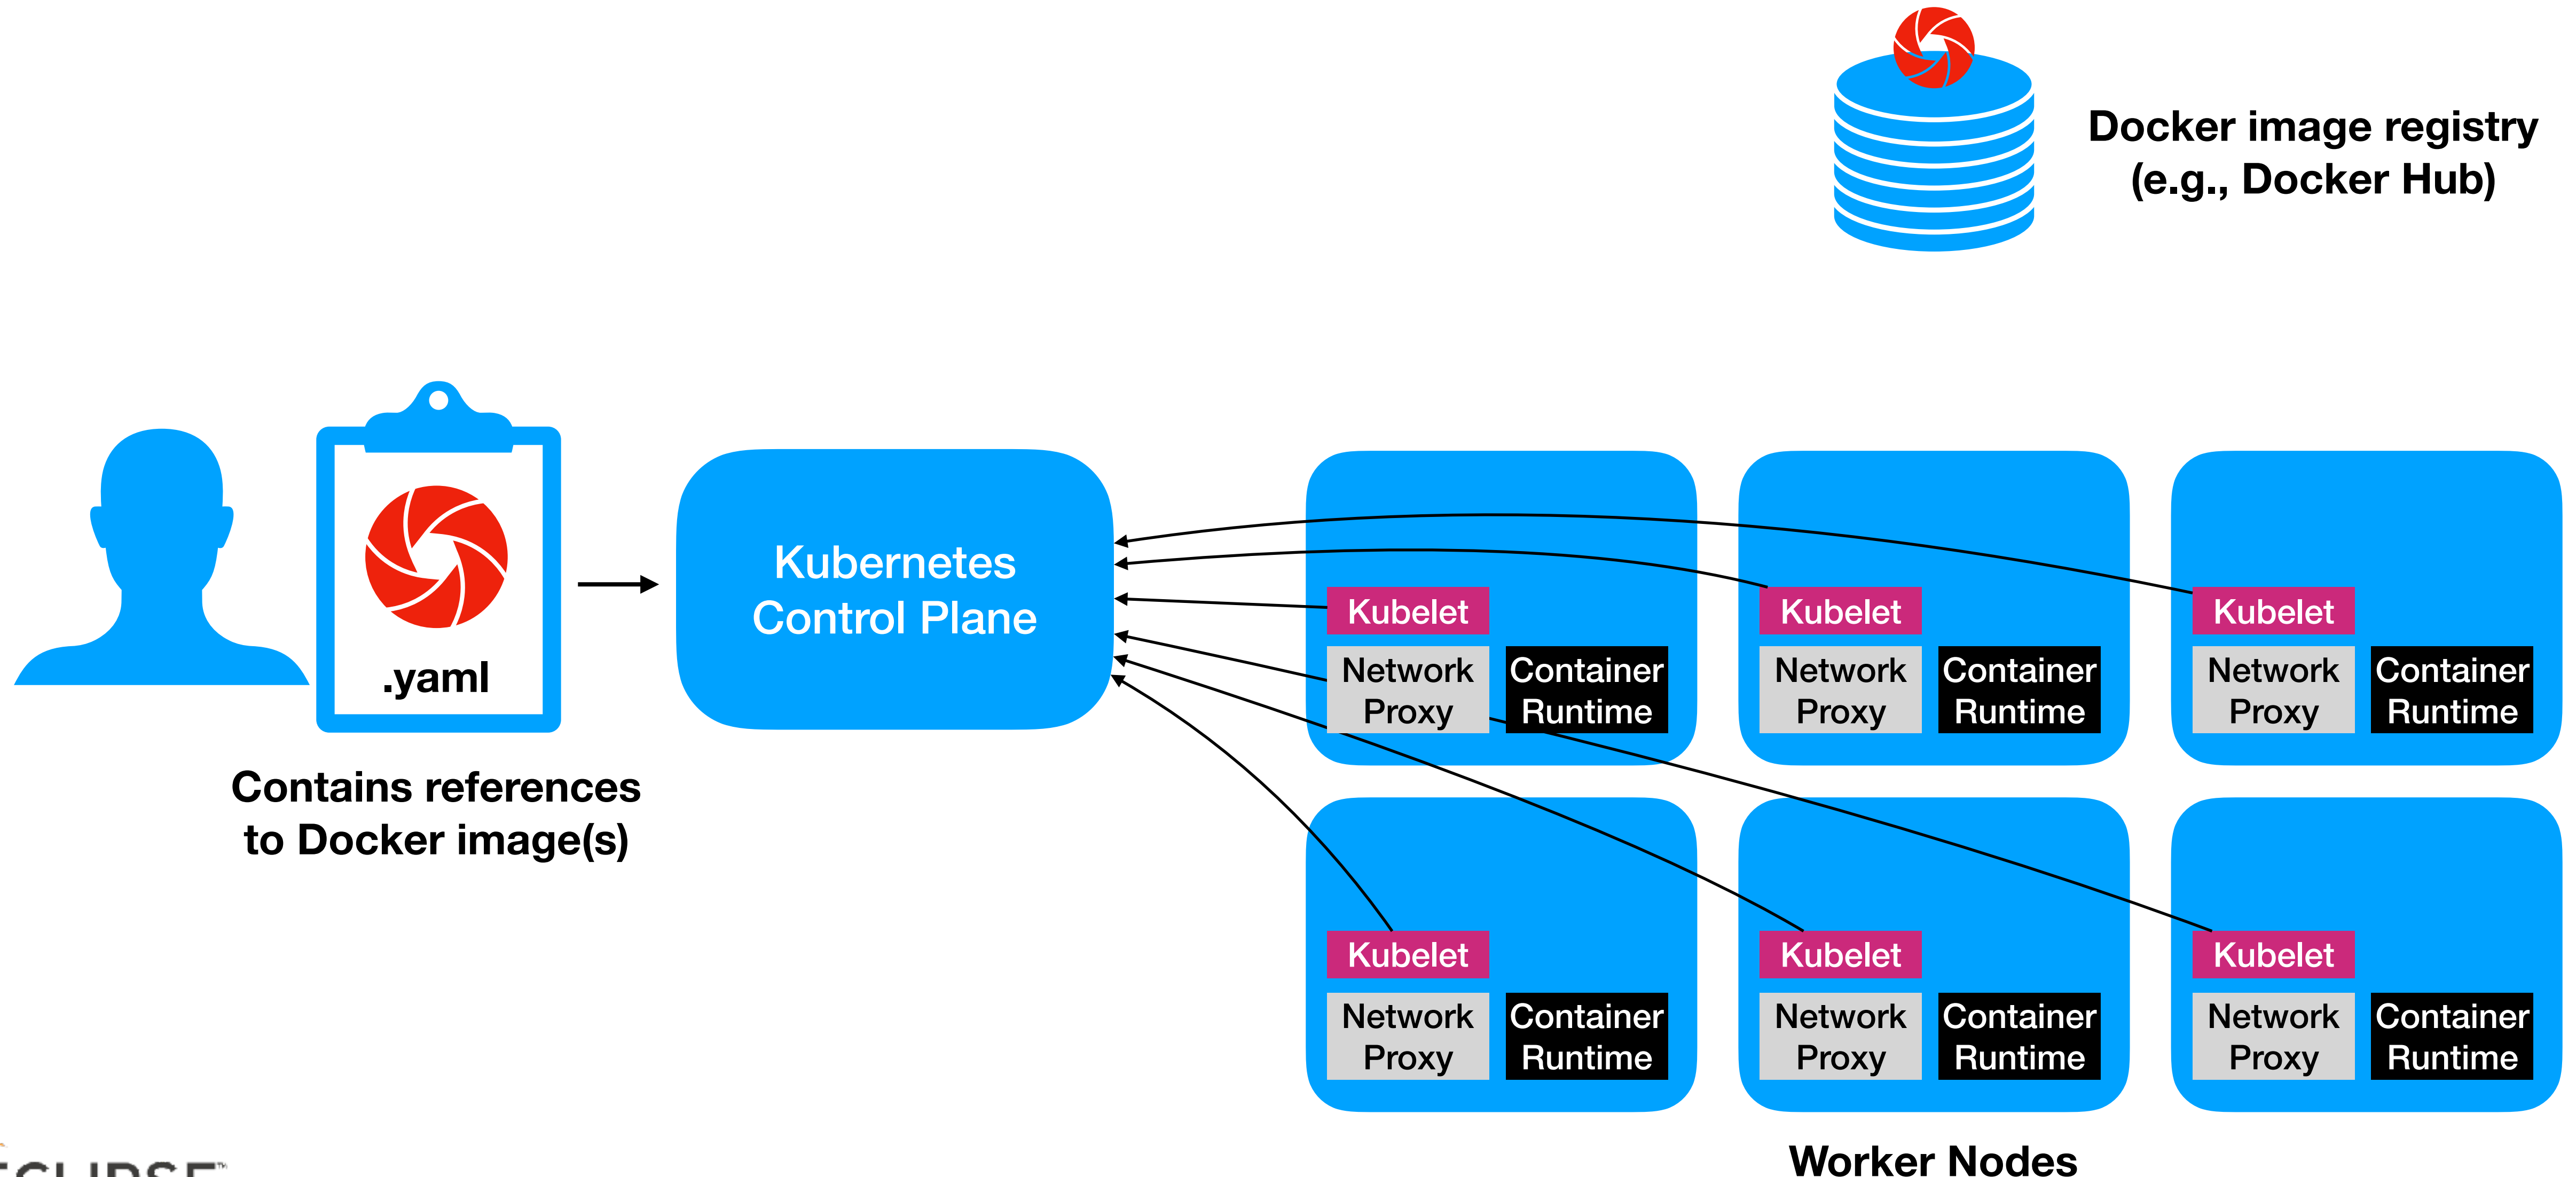 Docker image registry
(e.g., Docker Hub)
.yaml
Contains references
to Docker image(s)
Kubernetes
Control Plane
Kubelet
Network
Proxy
Container
Runtime
Kubelet
Network
Proxy
Container
Runtime
Kubelet
Network
Proxy
Container
Runtime
Kubelet
Network
Proxy
Container
Runtime
Kubelet
Network
Proxy
Container
Runtime
Kubelet
Network
Proxy
Container
Runtime
Worker Nodes